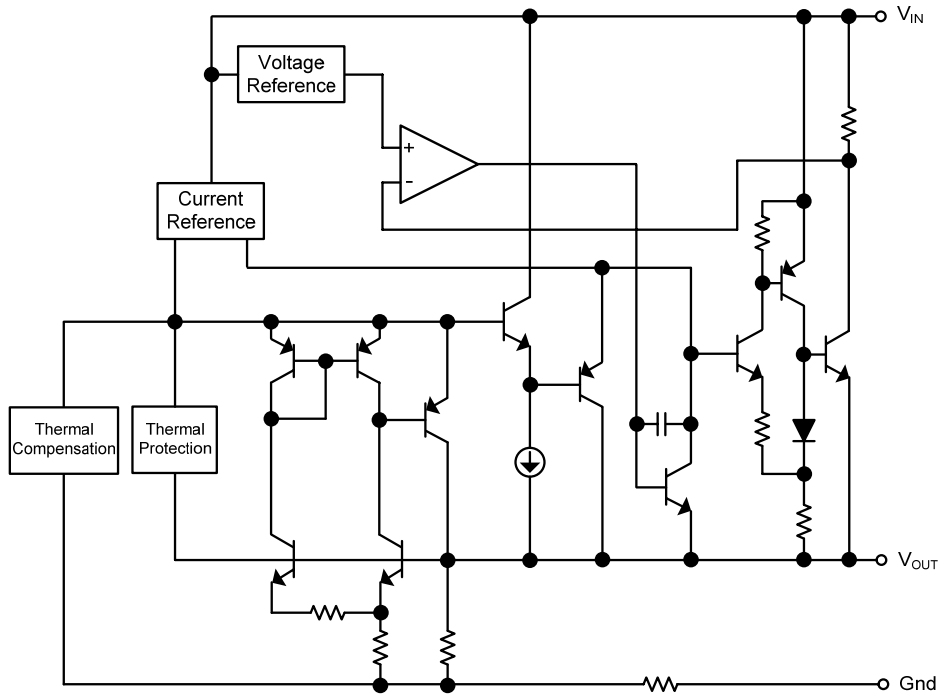 V_IN
Voltage
Reference
+
-
Current
Reference
Thermal
Compensation
Thermal
Protection
V_OUT
Gnd